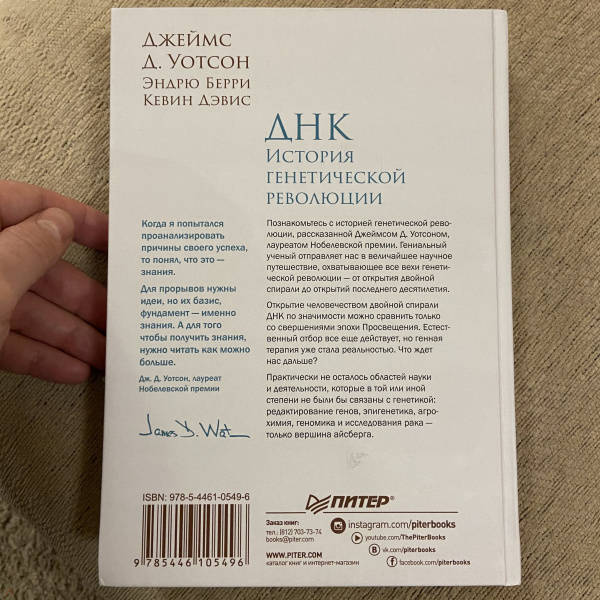 ДЖЕЙМС
Д. УОТСОН
ЭНДРЮ БЕРРИ
КЕВИН ДЭВИС
ДНК
ИСТОРИЯ
ГЕНЕТИЧЕСКОЙ
РЕВОЛЮЦИИ
Когда я попытался
проанализировать
причины своего успеха,
то понял, что это —
знания.
Для прорывов нужны
идеи, но их базис,
фундамент — именно
знания. А для того
чтобы получить знания,
нужно читать как можно
больше.
Дж. Д. Уотсон, лауреат
Нобелевской премии
James D. Wat
Познакомьтесь с историей генетической рево-
люции, рассказанной Джеймсом Д. Уотсоном,
лауреатом Нобелевской премии. Гениальный
ученый отправляет нас в величайшее научное
путешествие, охватывающее все вехи генети-
ческой революции — от открытия двойной
спирали до открытий последнего десятилетия.
Открытие человечеством двойной спирали
ДНК по значимости можно сравнить только
со свершениями эпохи Просвещения. Естест-
венный отбор все еще действует, но генная
терапия уже стала реальностью. Что ждет
нас дальше?
Практически не осталось областей науки
и деятельности, которые в той или иной
степени не были бы связаны с генетикой:
редактирование генов, эпигенетика, агро-
химия, геномика и исследования рака —
только вершина айсберга.
ISBN: 978-5-4461-0549-6
9785446105496
ПИТЕР®
Заказ книг:
тел.: (812) 703-73-74
books@piter.com
WWW.PITER.COM
каталог книг и интернет-магазин
instagram.com/piterbooks
youtube.com/ThePiterBooks
vk.com/piterbooks
facebook.com/piterbooks